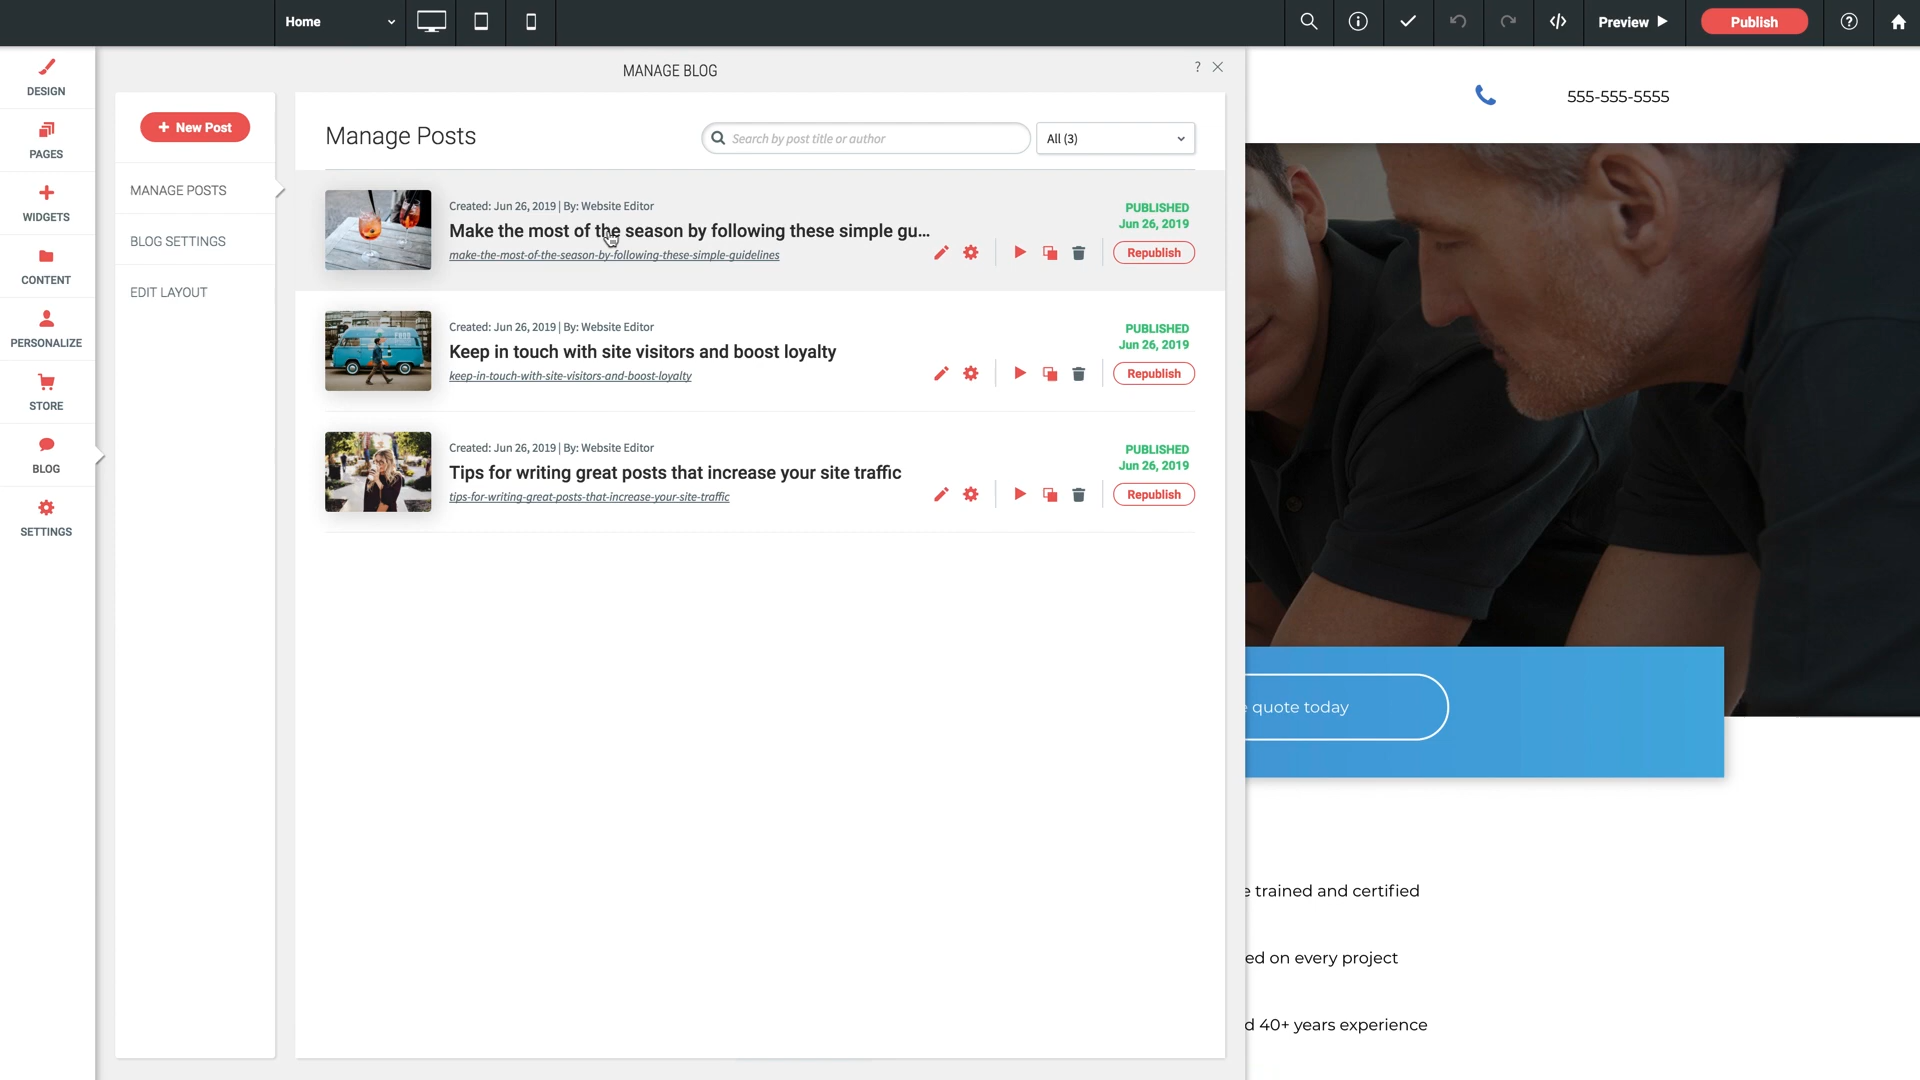 Home
Preview
Publish
DESIGN
PAGES
WIDGETS
CONTENT
PERSONALIZE
STORE
BLOG
SETTINGS
MANAGE BLOG
?
+ New Post
MANAGE POSTS
BLOG SETTINGS
EDIT LAYOUT
Manage Posts
Search by post title or author
All (3)
Created: Jun 26, 2019 | By: Website Editor
Make the most of the season by following these simple gu...
make-the-most-of-the-season-by-following-these-simple-guidelines
PUBLISHED
Jun 26, 2019
Republish
Created: Jun 26, 2019 | By: Website Editor
Keep in touch with site visitors and boost loyalty
keep-in-touch-with-site-visitors-and-boost-loyalty
PUBLISHED
Jun 26, 2019
Republish
Created: Jun 26, 2019 | By: Website Editor
Tips for writing great posts that increase your site traffic
tips-for-writing-great-posts-that-increase-your-site-traffic
PUBLISHED
Jun 26, 2019
Republish
555-555-5555
e quote today
e trained and certified
ed on every project
d 40+ years experience